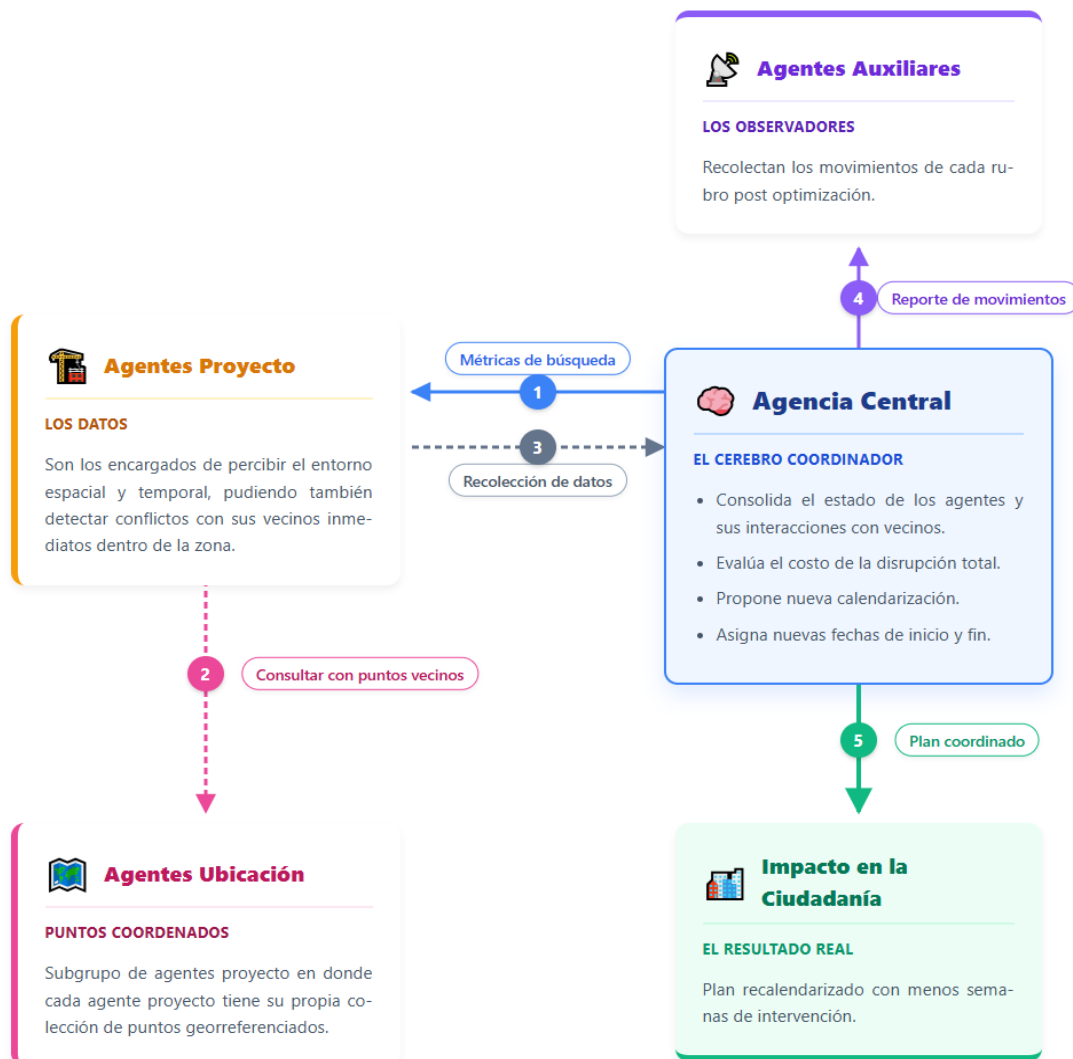 Agentes Auxiliares
LOS OBSERVADORES
Recolectan los movimientos de cada ru-
bro post optimización.
4
Reporte de movimientos
Agentes Proyecto
LOS DATOS
Son los encargados de percibir el entorno
espacial y temporal, pudiendo también
detectar conflictos con sus vecinos inme-
diatos dentro de la zona.
Métricas de búsqueda
1
3
Recolección de datos
Agencia Central
EL CEREBRO COORDINADOR
• Consolida el estado de los agentes y
sus interacciones con vecinos.
• Evalúa el costo de la disrupción total.
• Propone nueva calendarización.
• Asigna nuevas fechas de inicio y fin.
2
Consultar con puntos vecinos
5
Plan coordinado
Agentes Ubicación
PUNTOS COORDENADOS
Subgrupo de agentes proyecto en donde
cada agente proyecto tiene su propia co-
lección de puntos georreferenciados.
Impacto en la
Ciudadanía
EL RESULTADO REAL
Plan recalendarizado con menos sema-
nas de intervención.